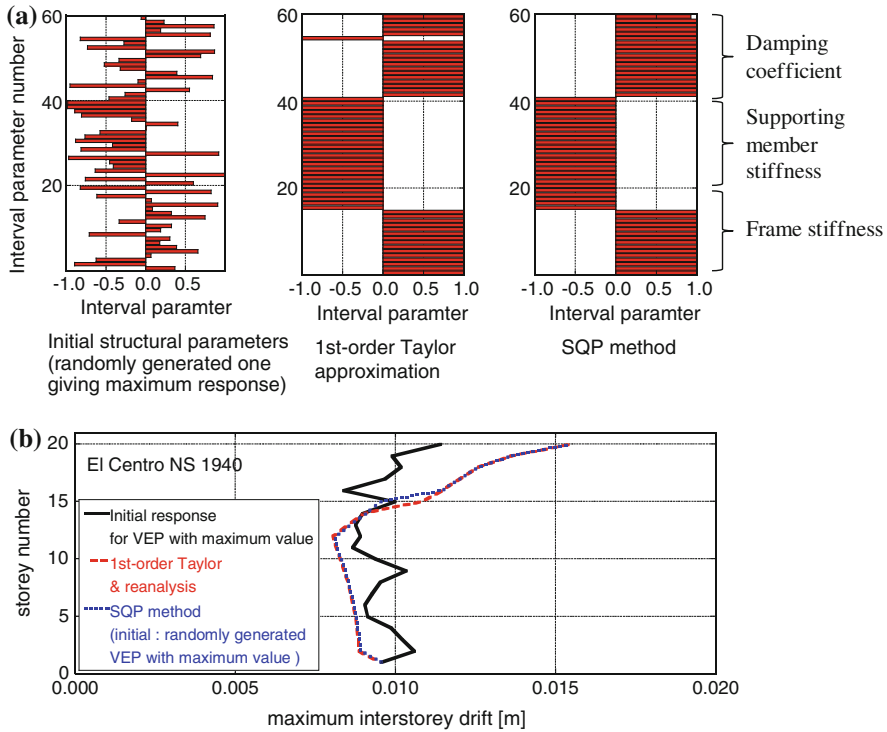 (a)
60
40
20
Interval parameter number
-1.0 -0.5 0.0 0.5
Interval paramter
Initial structural parameters
(randomly generated one
giving maximum response)
60
40
20
-1.0 -0.5 0.0 0.5 1.0
Interval paramter
1st-order Taylor
approximation
60
40
20
-1.0 -0.5 0.0 0.5 1.0
Interval paramter
SQP method
Damping
coefficient
Supporting
member
stiffness
Frame stiffness
(b)
20
15
10
5
0
storey number
El Centro NS 1940
Initial response
for VEP with maximum value
1st-order Taylor
& reanalysis
SQP method
(initial : randomly generated
VEP with maximum value )
0.000 0.005 0.010 0.015 0.020
maximum interstorey drift [m]